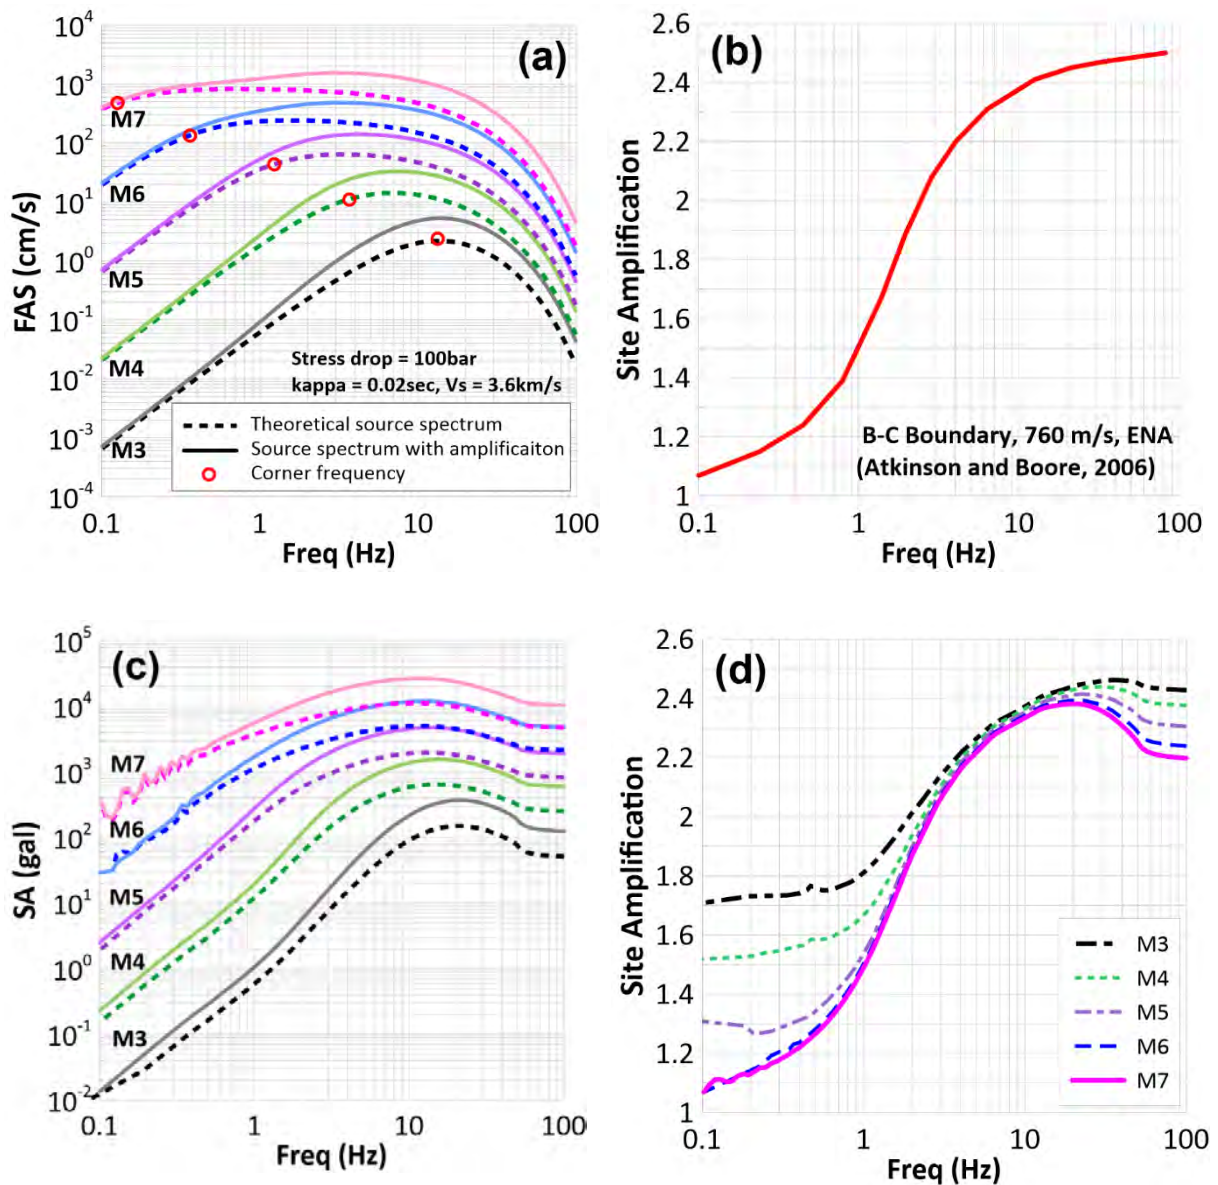 (a)
10^4
10^3
10^2
10^1
10^0
10^-1
10^-2
10^-3
10^-4
FAS (cm/s)
M7
M6
M5
M4
M3
Stress drop = 100bar
kappa = 0.02sec, Vs = 3.6km/s
Theoretical source spectrum
Source spectrum with amplificaiton
Corner frequency
0.1 1 10 100
Freq (Hz)
(b)
2.6
2.4
2.2
2
1.8
1.6
1.4
1.2
1
Site Amplification
B-C Boundary, 760 m/s, ENA
(Atkinson and Boore, 2006)
0.1 1 10 100
Freq (Hz)
(c)
10^5
10^4
10^3
10^2
10^1
10^0
10^-1
10^-2
SA (gal)
M7
M6
M5
M4
M3
0.1 1 10 100
Freq (Hz)
(d)
2.6
2.4
2.2
2
1.8
1.6
1.4
1.2
1
Site Amplification
M3
M4
M5
M6
M7
0.1 1 10 100
Freq (Hz)